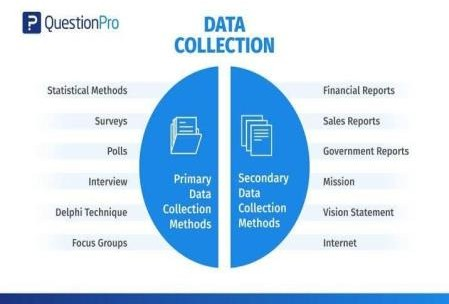 QuestionPro
DATA
COLLECTION
Statistical Methods
Surveys
Polls
Interview
Delphi Technique
Focus Groups
Primary
Data
Collection
Methods
Secondary
Data
Collection
Methods
Financial Reports
Sales Reports
Government Reports
Mission
Vision Statement
Internet